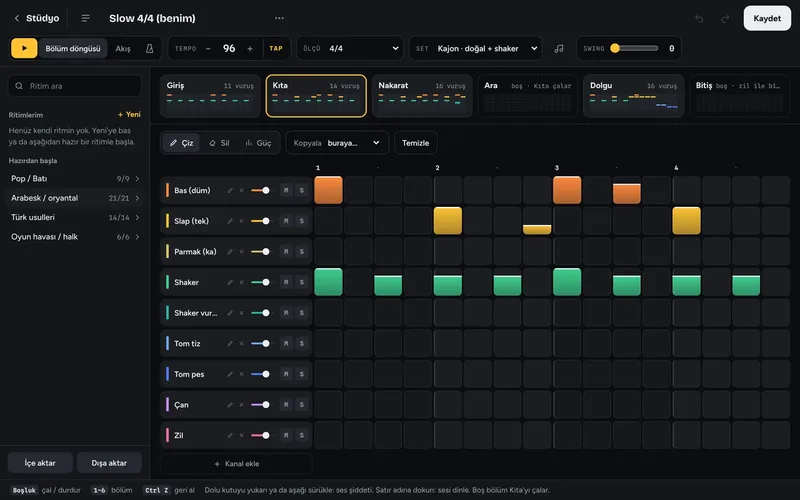 Stüdyo
Slow 4/4 (benim)
...
Kaydet
Bölüm döngüsü
Akış
TEMPO − 96 + TAP
ÖLÇÜ 4/4
SET Kajon · doğal + shaker
SWING 0
Ritim ara
Ritimlerim + Yeni
Henüz kendi ritmin yok. Yeni'ye bas
ya da aşağıdan hazır bir ritimle başla.
Hazırdan başla
Pop / Batı 9/9
Arabesk / oryantal 21/21
Türk usulleri 14/14
Oyun havası / halk 6/6
Giriş 11 vuruş
Kıta 14 vuruş
Nakarat 16 vuruş
Ara boş · Kıta çalar
Dolgu 16 vuruş
Bitiş boş · zil ile bi...
Çiz
Sil
Güç
Kopyala buraya...
Temizle
1 · 2 · 3 · 4 ·
Bas (düm) × M S
Slap (tek) × M S
Parmak (ka) × M S
Shaker × M S
Shaker vur... × M S
Tom tiz × M S
Tom pes × M S
Çan × M S
Zil × M S
+ Kanal ekle
İçe aktar
Dışa aktar
Boşluk çal / durdur 1–6 bölüm Ctrl Z geri al Dolu kutuyu yukarı ya da aşağı sürükle: ses şiddeti. Satır adına dokun: sesi dinle. Boş bölüm Kıta'yı çalar.